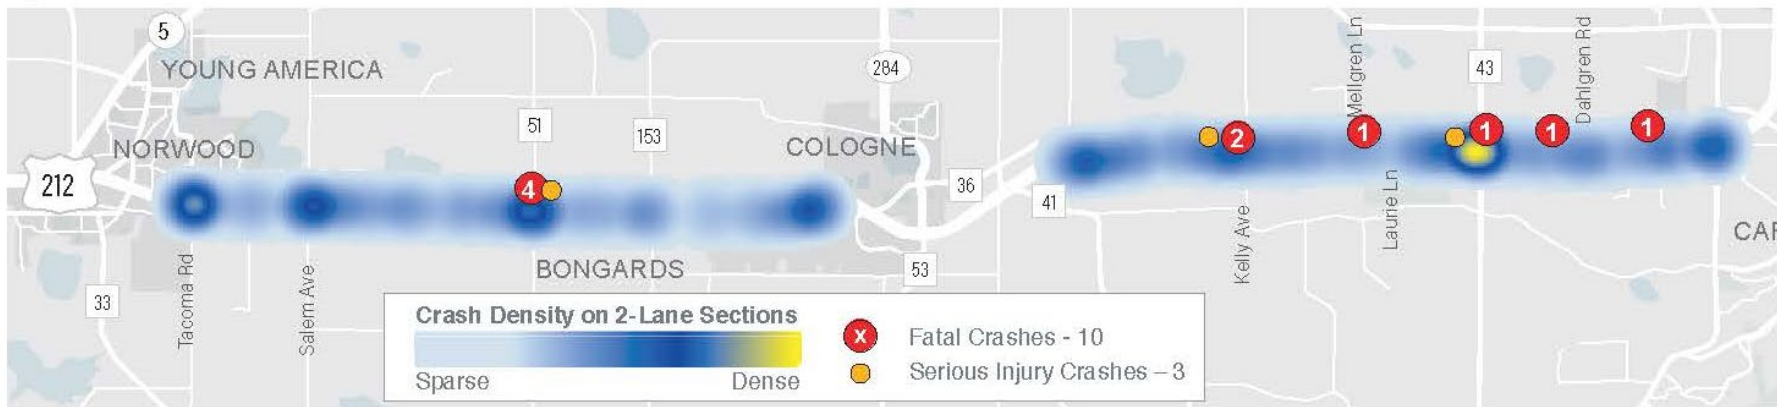 5
YOUNG AMERICA
NORWOOD
212
33
Tacoma Rd
Salem Ave
51
4
153
BONGARDS
284
COLOGNE
36
53
41
2
Kelly Ave
1
Mellgren Ln
Laurie Ln
43
1
1
Dahlgren Rd
1
CAR
Crash Density on 2-Lane Sections
Sparse
Dense
X Fatal Crashes - 10
Serious Injury Crashes – 3